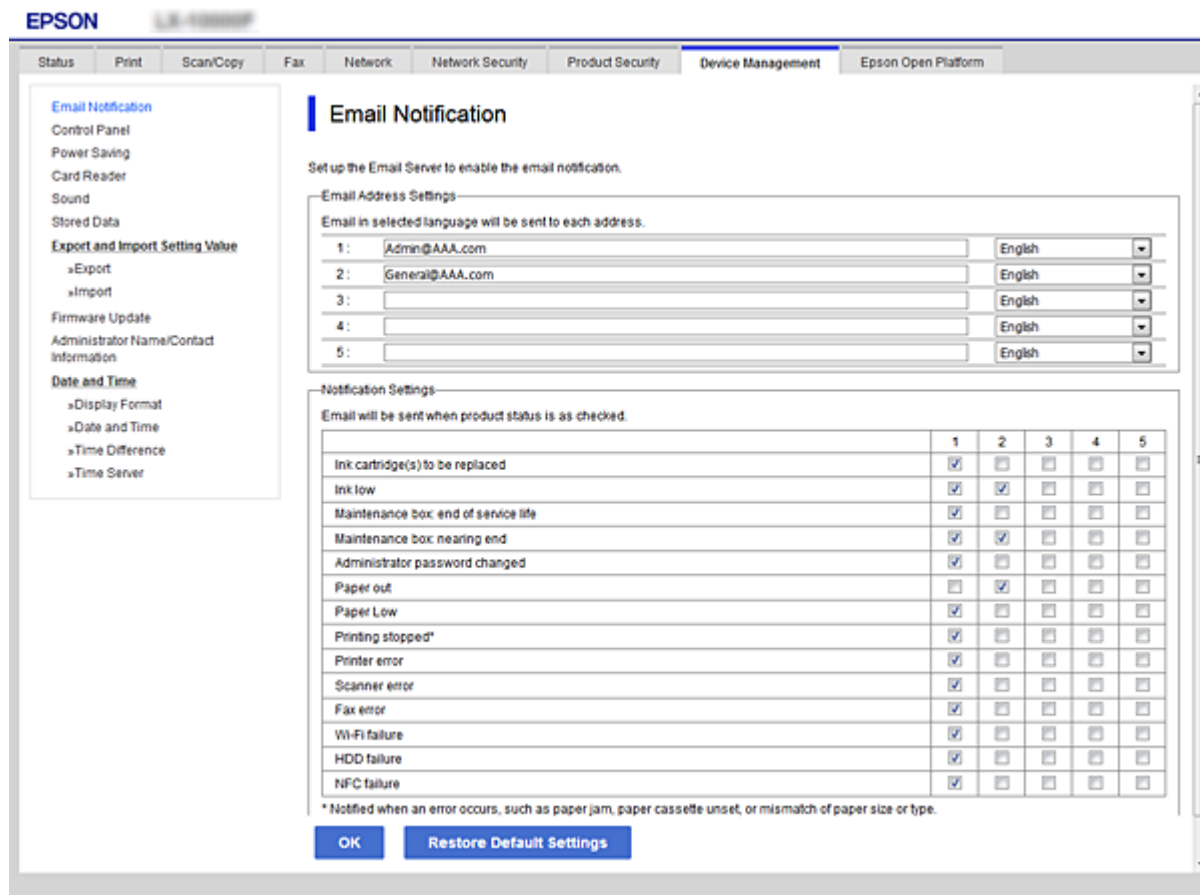 EPSON
Status Print Scan/Copy Fax Network Network Security Product Security Device Management Epson Open Platform
Email Notification
Control Panel
Power Saving
Card Reader
Sound
Stored Data
Export and Import Setting Value
»Export
»Import
Firmware Update
Administrator Name/Contact
Information
Date and Time
»Display Format
»Date and Time
»Time Difference
»Time Server
Email Notification
Set up the Email Server to enable the email notification.
Email Address Settings
Email in selected language will be sent to each address.
1: Admin@AAA.com English
2: General@AAA.com English
3: English
4: English
5: English
Notification Settings
Email will be sent when product status is as checked.
1 2 3 4 5
Ink cartridge(s) to be replaced
Ink low
Maintenance box: end of service life
Maintenance box: nearing end
Administrator password changed
Paper out
Paper Low
Printing stopped*
Printer error
Scanner error
Fax error
Wi-Fi failure
HDD failure
NFC failure
* Notified when an error occurs, such as paper jam, paper cassette unset, or mismatch of paper size or type.
OK Restore Default Settings